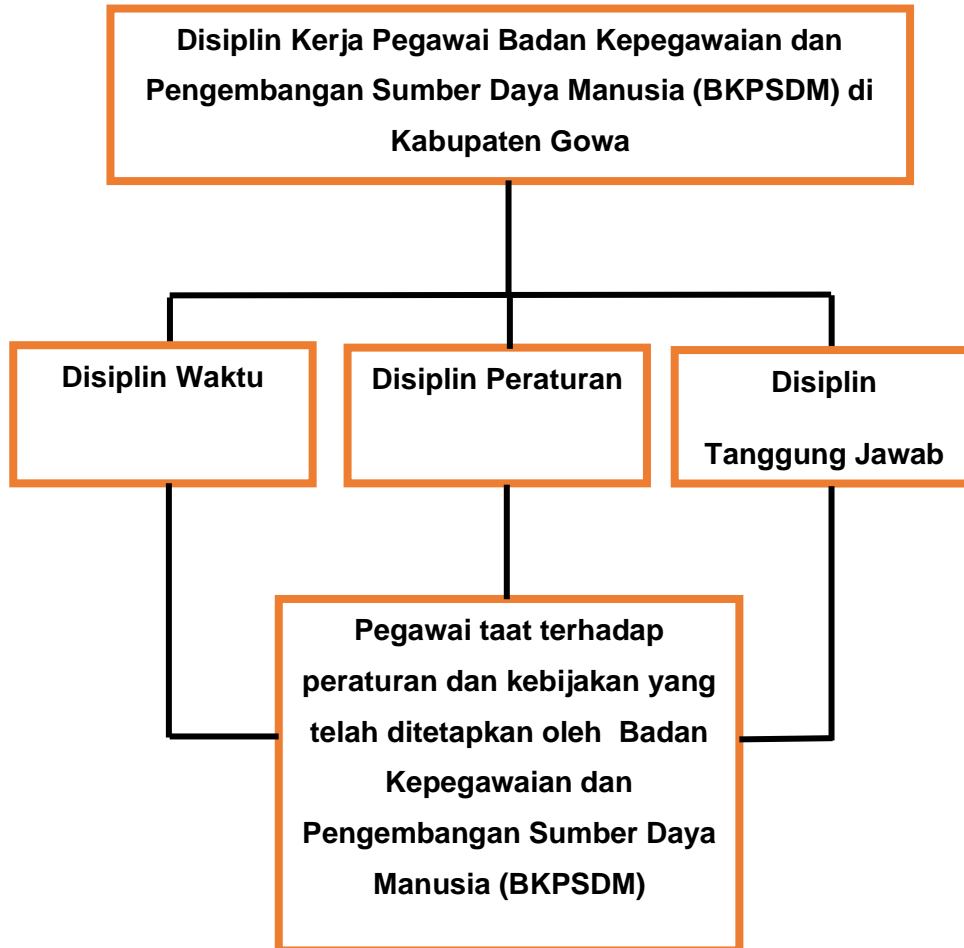 Disiplin Kerja Pegawai Badan Kepegawaian dan
Pengembangan Sumber Daya Manusia (BKPSDM) di
Kabupaten Gowa
Disiplin Waktu
Disiplin Peraturan
Disiplin
Tanggung Jawab
Pegawai taat terhadap
peraturan dan kebijakan yang
telah ditetapkan oleh Badan
Kepegawaian dan
Pengembangan Sumber Daya
Manusia (BKPSDM)